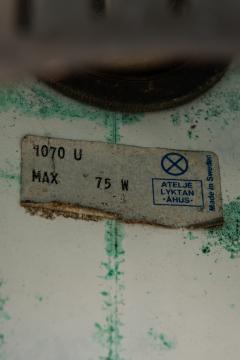 1070 U
MAX 75 W
ATELJE
LYKTAN
·ÅHUS·
Made in Sweden